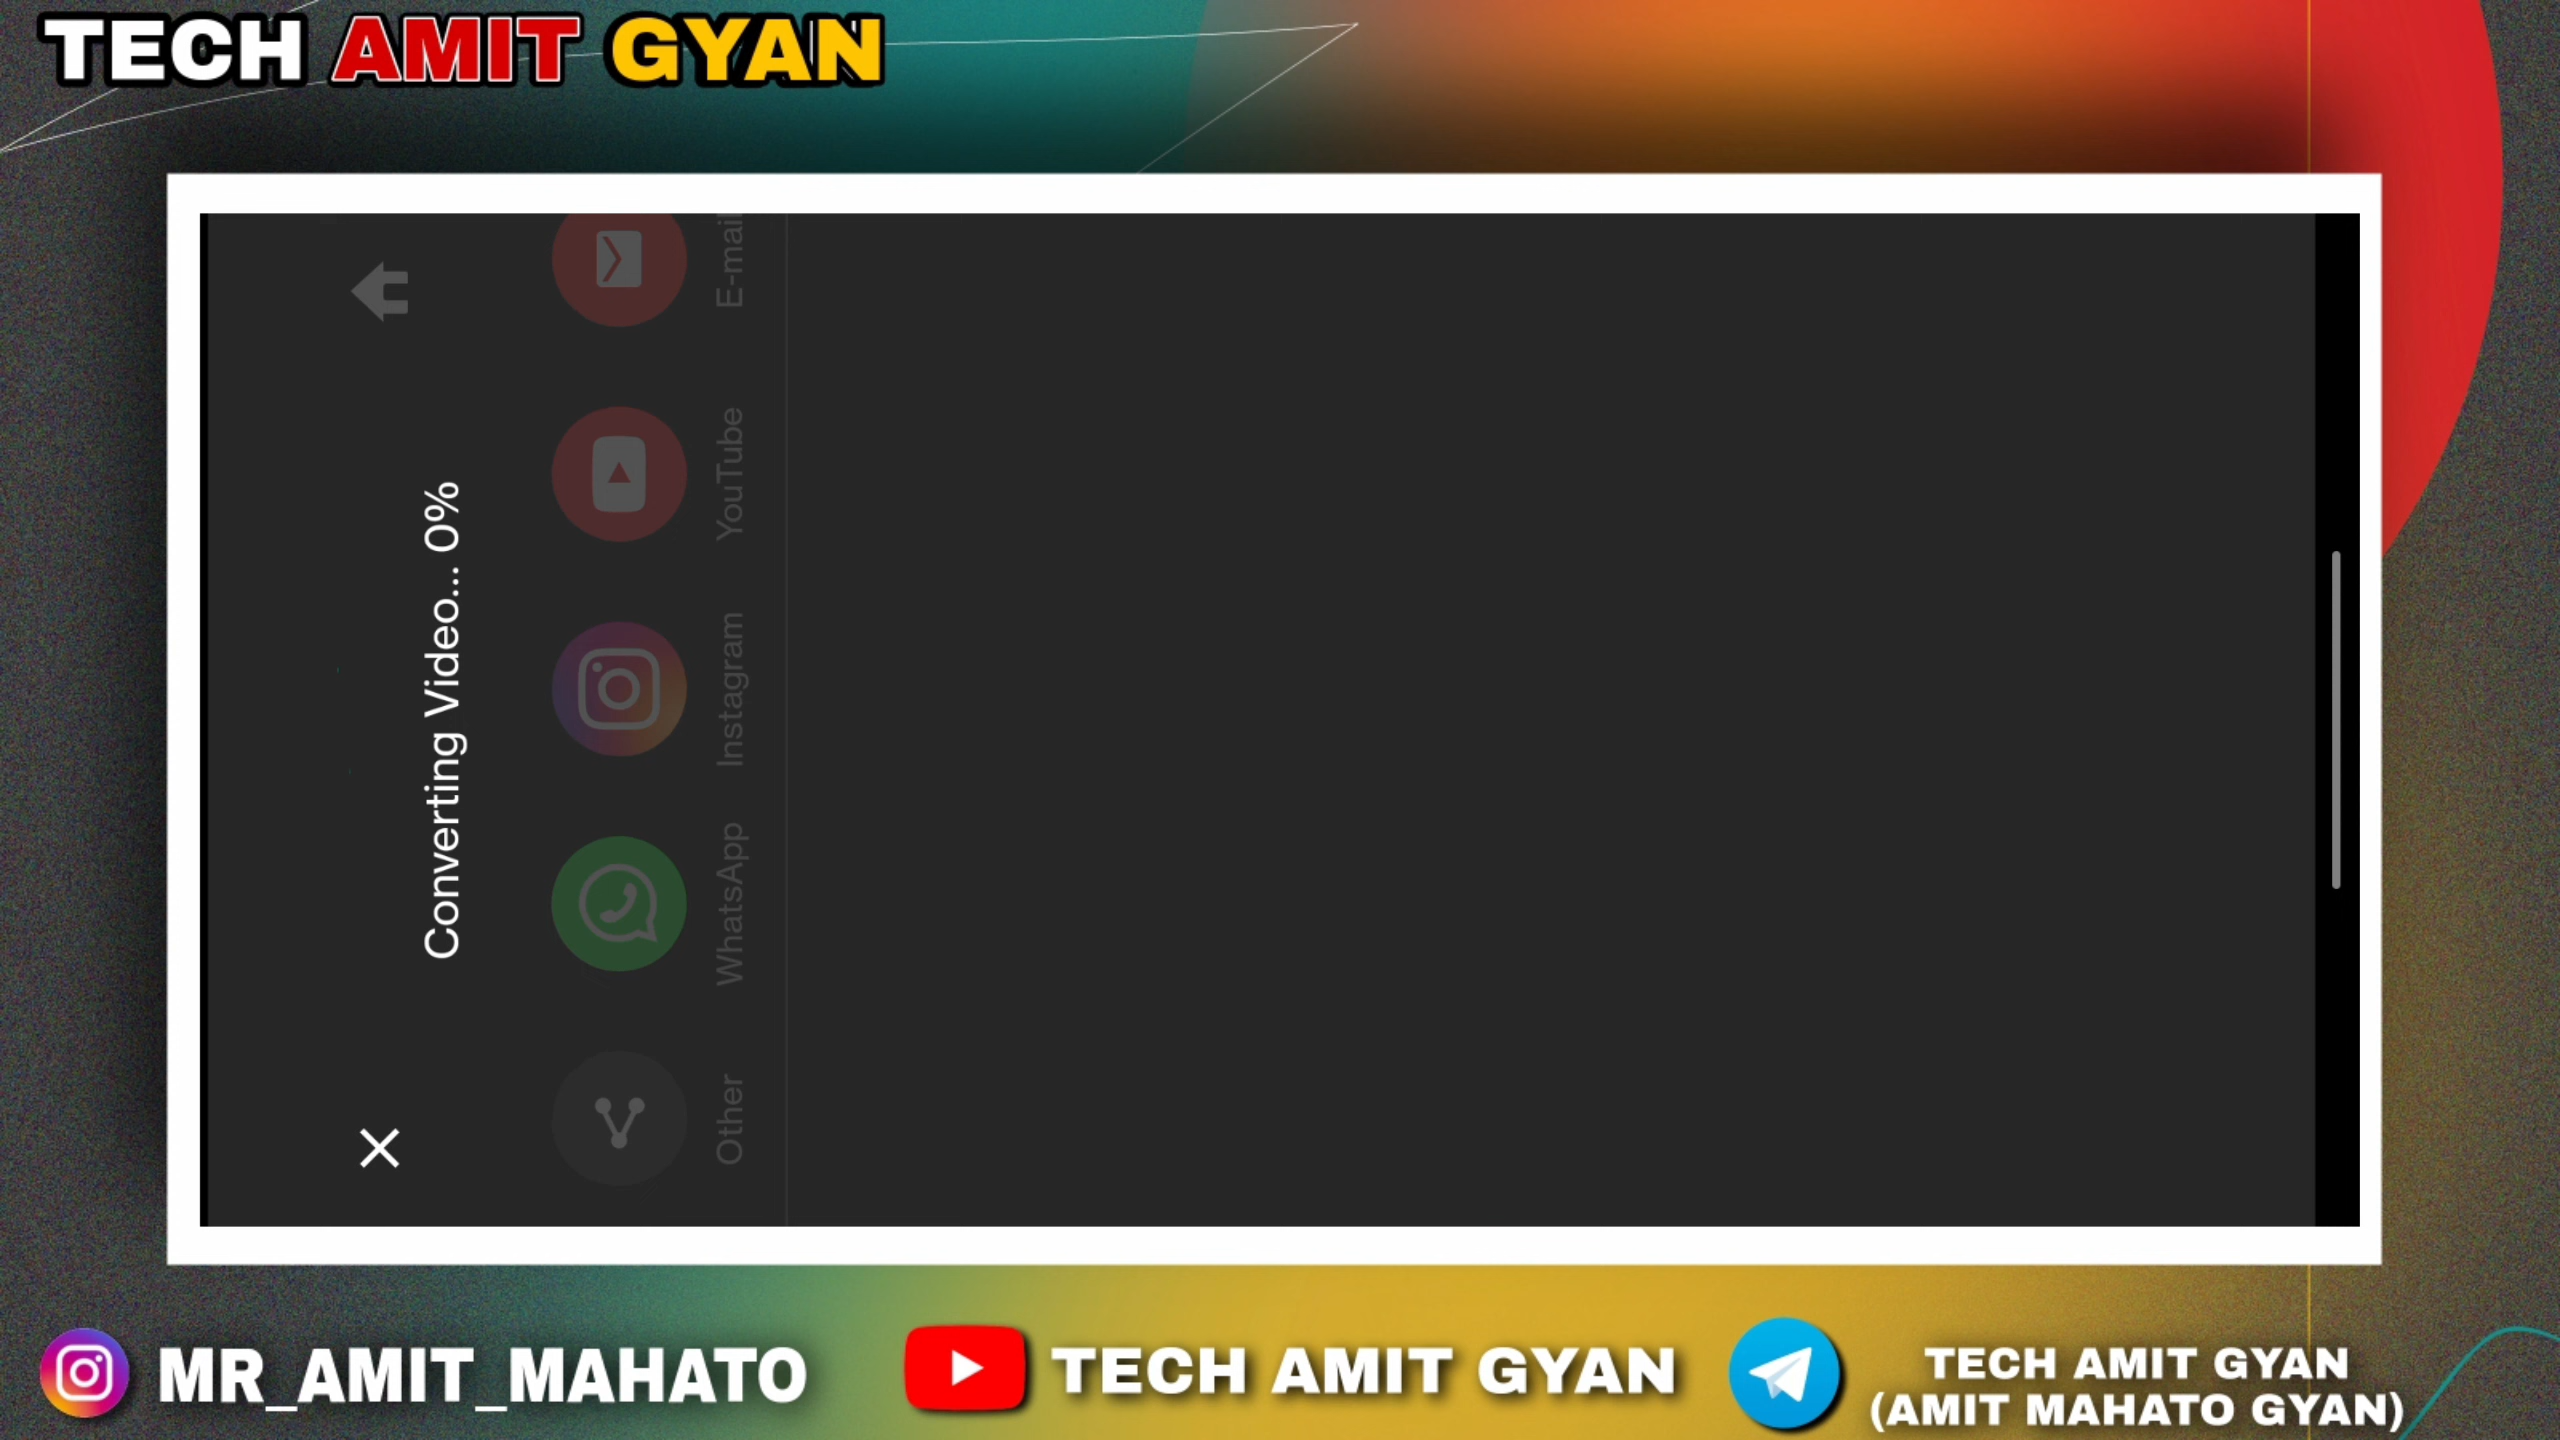 TECH AMIT GYAN
Converting Video... 0%
E-mail
YouTube
Instagram
WhatsApp
Other
MR_AMIT_MAHATO
TECH AMIT GYAN
TECH AMIT GYAN
(AMIT MAHATO GYAN)